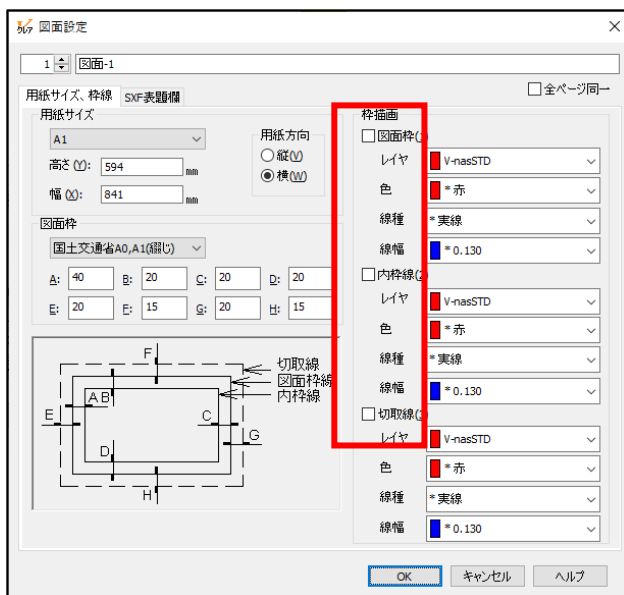 図面設定
1 図面-1
全ページ同一
用紙サイズ、枠線 SXF表題欄
用紙サイズ
A1
高さ(Y): 594 mm
幅(X): 841 mm
用紙方向
縦(V)
横(W)
図面枠
国土交通省A0,A1(綴じ)
A: 40 B: 20 C: 20 D: 20
E: 20 F: 15 G: 20 H: 15
F
切取線
図面枠線
内枠線
A B
E
C
G
D
H
枠描画
図面枠(
レイヤ V-nasSTD
色 * 赤
線種 * 実線
線幅 * 0.130
内枠線(
レイヤ V-nasSTD
色 * 赤
線種 * 実線
線幅 * 0.130
切取線(
レイヤ V-nasSTD
色 * 赤
線種 * 実線
線幅 * 0.130
OK キャンセル ヘルプ